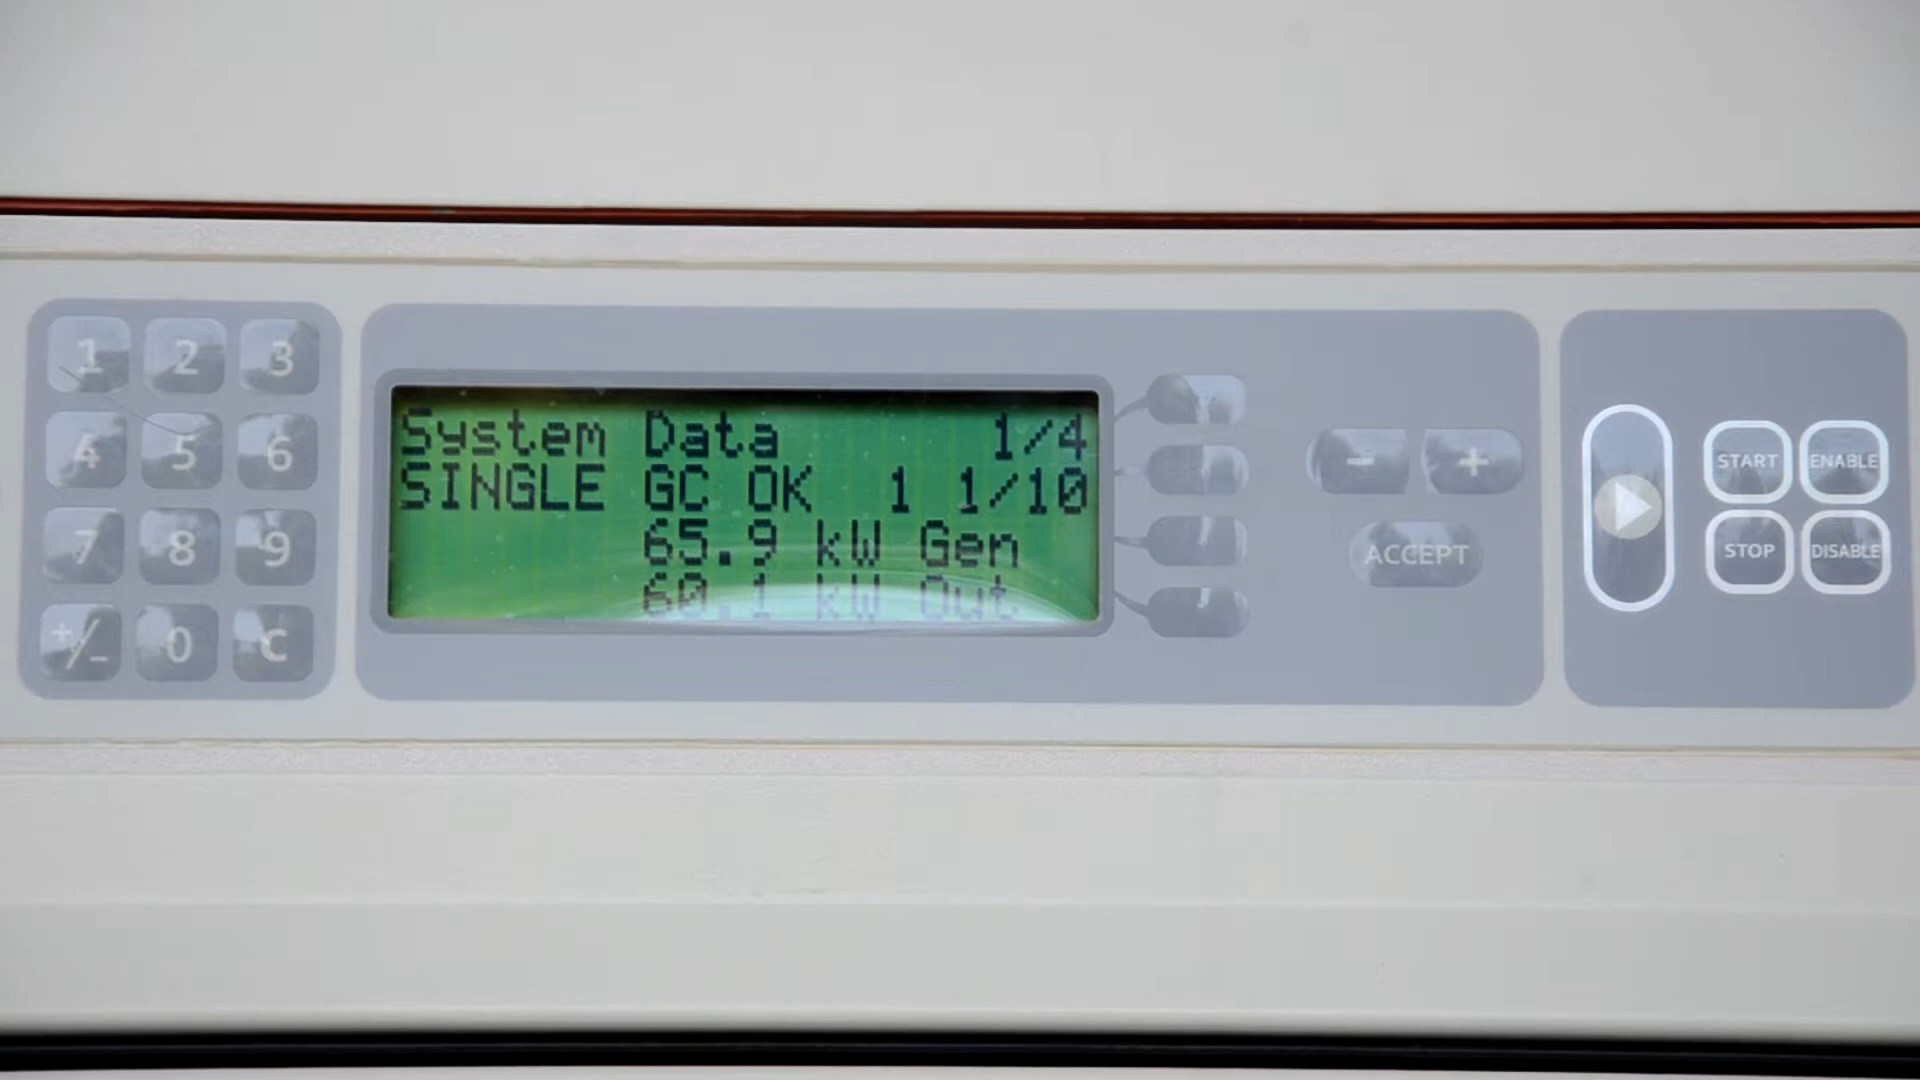 1 2 3
4 5 6
7 8 9
+/- 0 C
System Data 1/4
SINGLE GC OK 1 1/10
65.9 kW Gen
60.1 kW Out
- +
ACCEPT
START ENABLE
STOP DISABLE